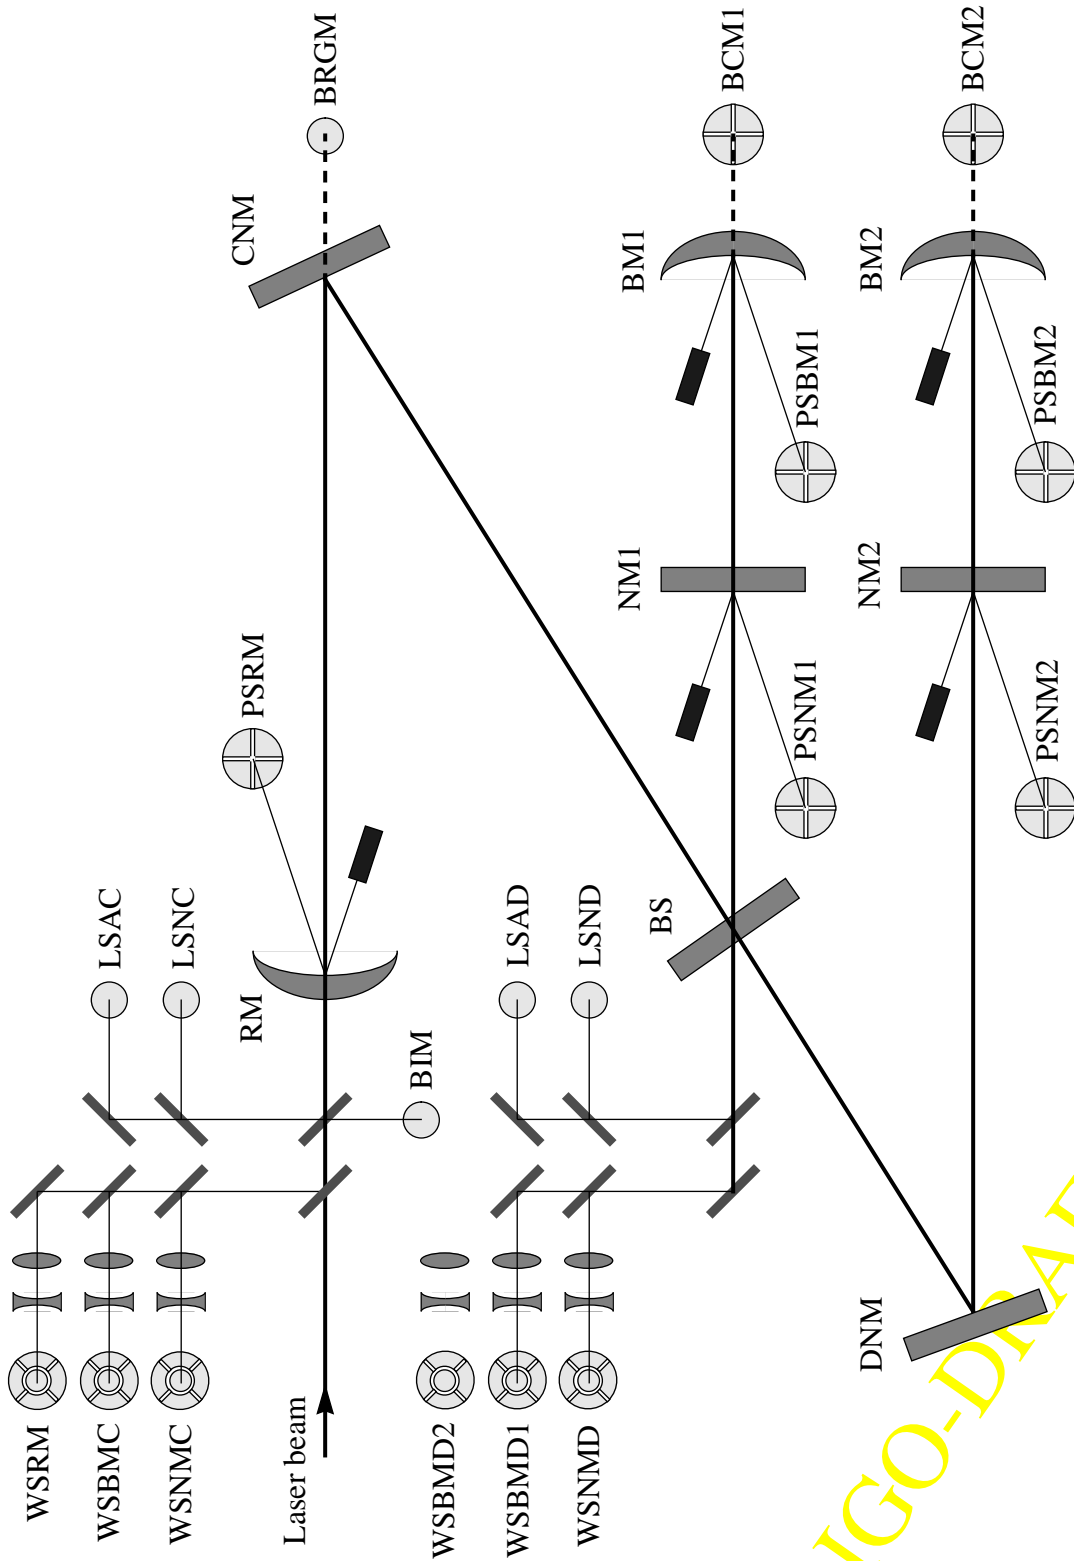 BRGM
BCM1
BCM2
CNM
BM1
BM2
PSBM1
PSBM2
NM1
NM2
PSRM
PSNM1
PSNM2
LSAC
LSNC
RM
BIM
LSAD
LSND
BS
DNM
WSRM
WSBMC
WSNMC
Laser beam
WSBMD2
WSBMD1
WSNMD